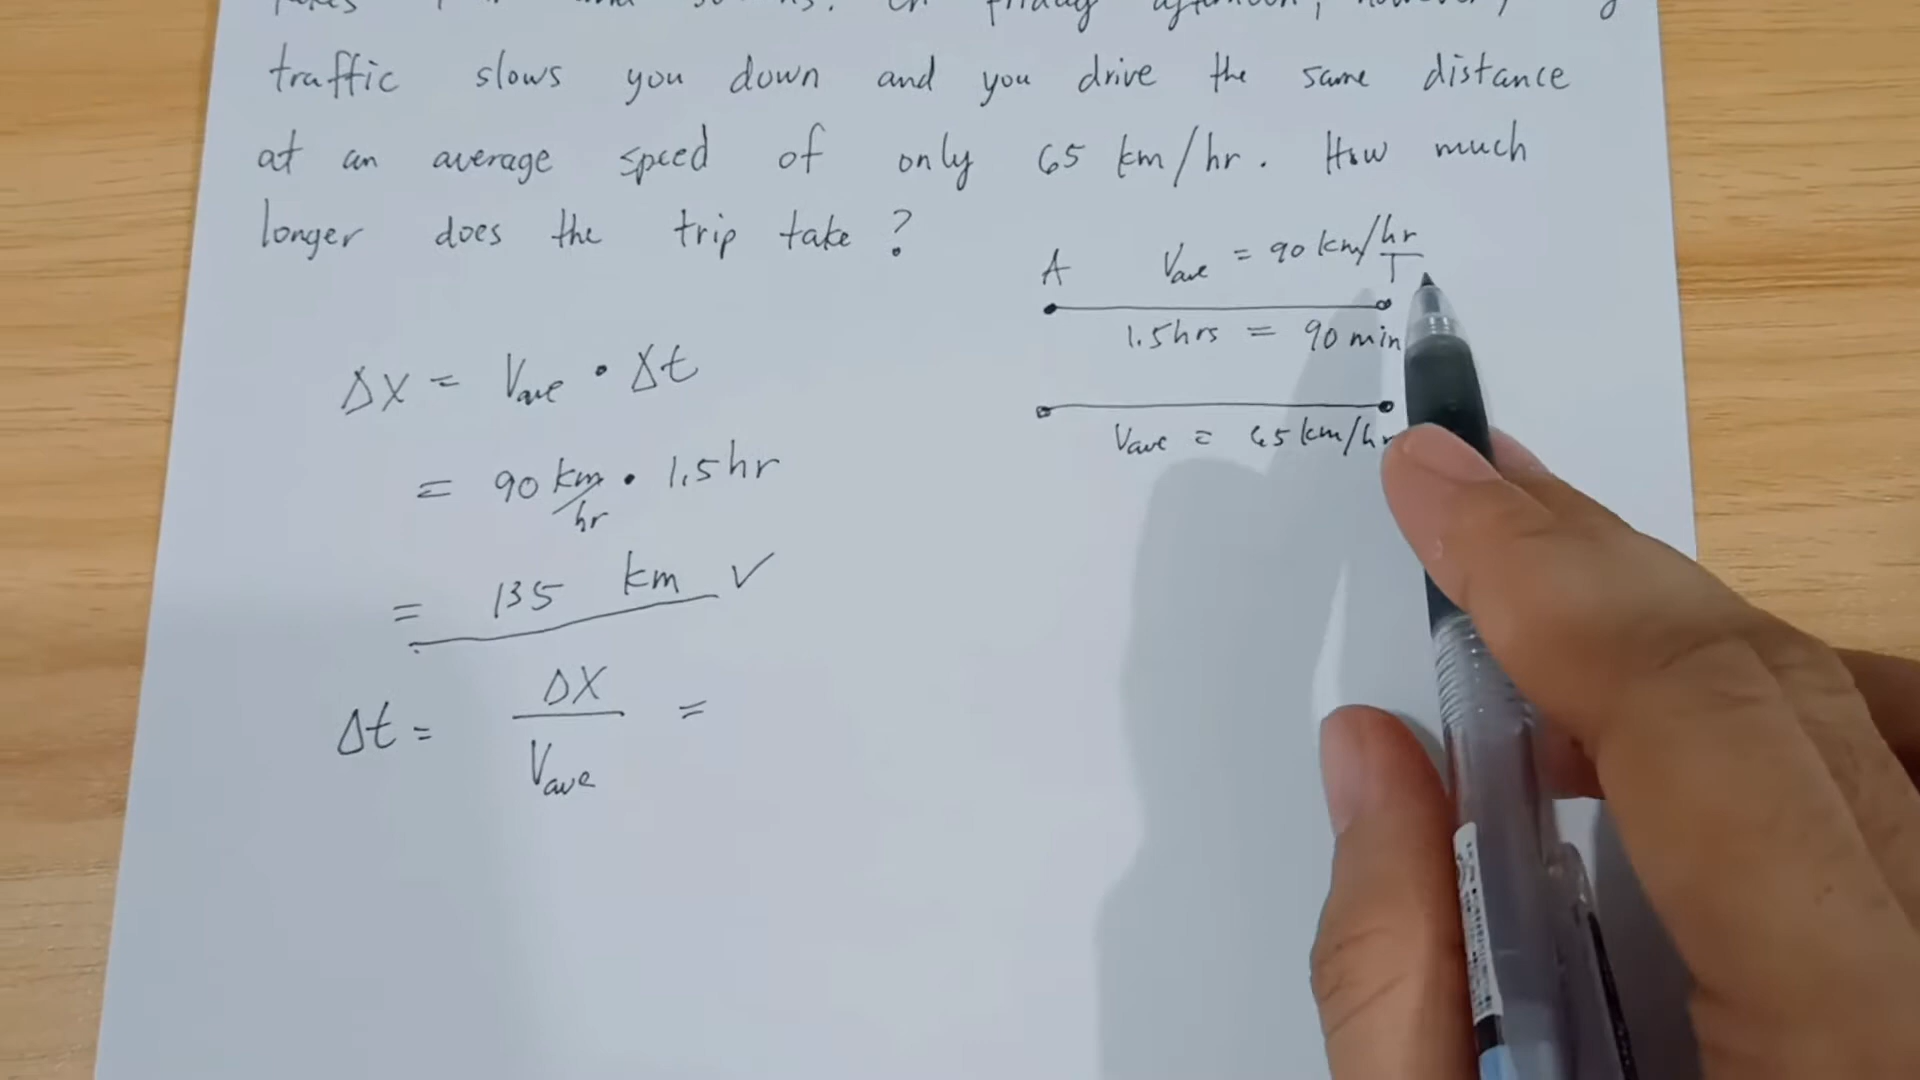 traffic slows you down and you drive the same distance
at an average speed of only 65 km/hr. How much
longer does the trip take?
A Vave = 90 km/hr T
1.5hrs = 90 min
Vave = 65 km/hr
ΔX = Vave • Δt
= 90 km/hr • 1.5hr
= 135 km ✓
Δt = ΔX/Vave =